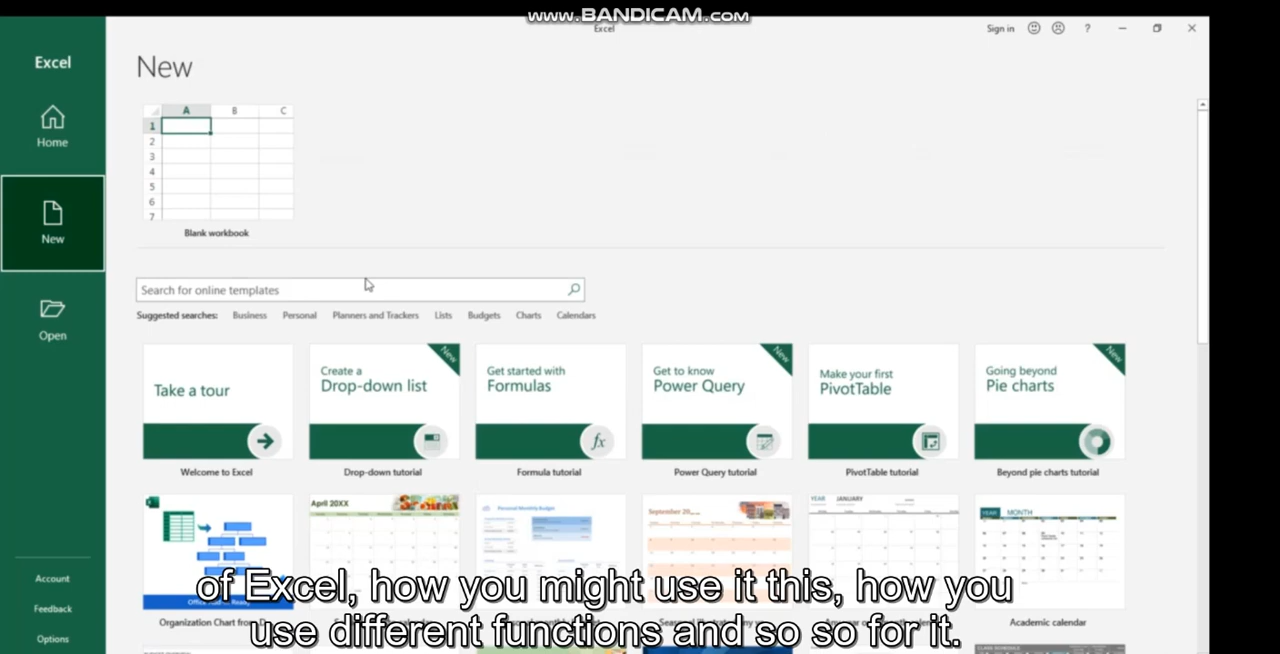 www.BANDICAM.com
Excel
Sign in
?
Excel
New
Home
New
Open
Account
Feedback
Options
A B C
1
2
3
4
5
6
7
Blank workbook
Search for online templates
Suggested searches: Business Personal Planners and Trackers Lists Budgets Charts Calendars
Take a tour
Welcome to Excel
New
Create a
Drop-down list
Drop-down tutorial
Get started with
Formulas
fx
Formula tutorial
New
Get to know
Power Query
Power Query tutorial
Make your first
PivotTable
PivotTable tutorial
New
Going beyond
Pie charts
Beyond pie charts tutorial
Organization Chart from
April 20XX
Personal Monthly Budget
September
YEAR JANUARY
YEAR MONTH
Academic calendar
of Excel, how you might use it this, how you
use different functions and so so for it.